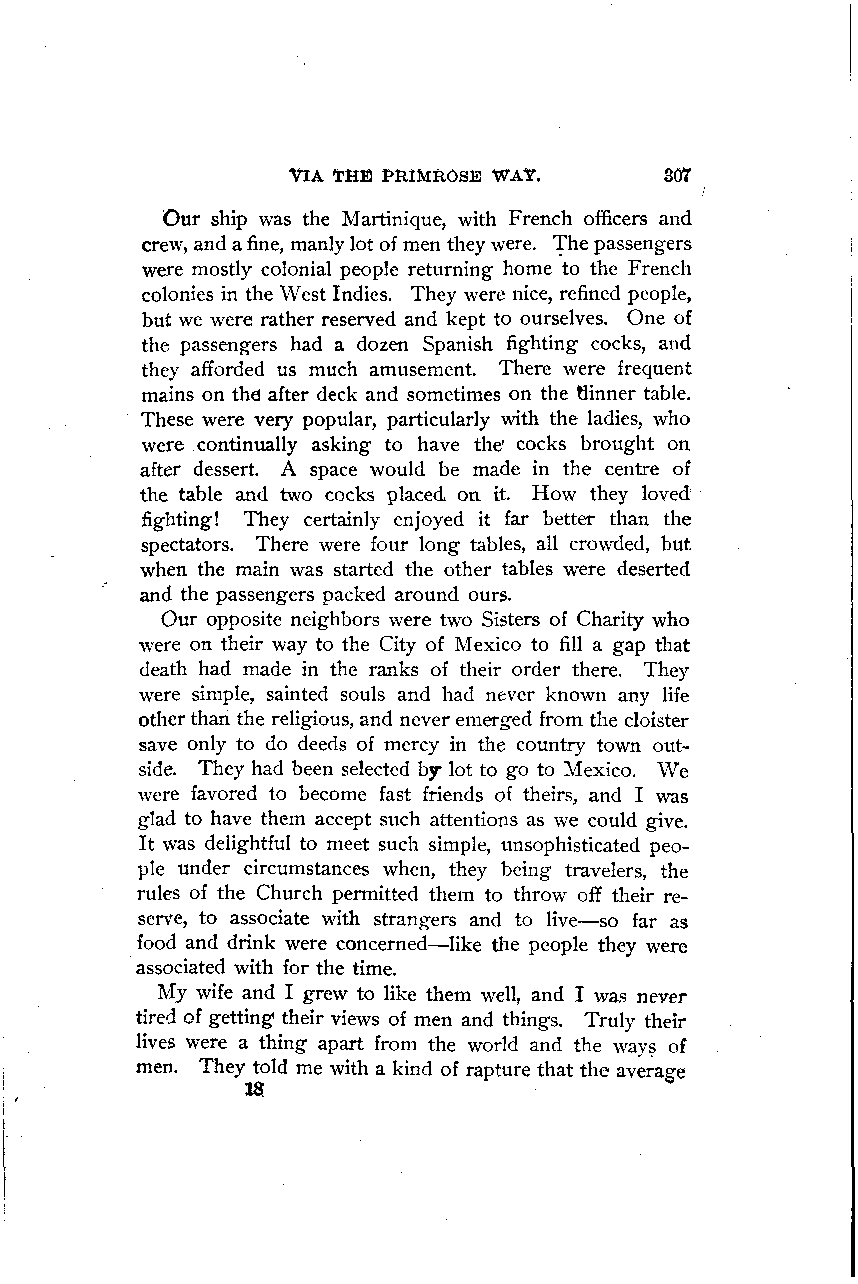 VIA THE PRIMROSE WAY. 307
Our ship was the Martinique, with French officers and
crew, and a fine, manly lot of men they were. The passengers
were mostly colonial people returning home to the French
colonies in the West Indies. They were nice, refined people,
but we were rather reserved and kept to ourselves. One of
the passengers had a dozen Spanish fighting cocks, and
they afforded us much amusement. There were frequent
mains on the after deck and sometimes on the dinner table.
These were very popular, particularly with the ladies, who
were continually asking to have the cocks brought on
after dessert. A space would be made in the centre of
the table and two cocks placed on it. How they loved
fighting! They certainly enjoyed it far better than the
spectators. There were four long tables, all crowded, but
when the main was started the other tables were deserted
and the passengers packed around ours.
Our opposite neighbors were two Sisters of Charity who
were on their way to the City of Mexico to fill a gap that
death had made in the ranks of their order there. They
were simple, sainted souls and had never known any life
other than the religious, and never emerged from the cloister
save only to do deeds of mercy in the country town out-
side. They had been selected by lot to go to Mexico. We
were favored to become fast friends of theirs, and I was
glad to have them accept such attentions as we could give.
It was delightful to meet such simple, unsophisticated peo-
ple under circumstances when, they being travelers, the
rules of the Church permitted them to throw off their re-
serve, to associate with strangers and to live—so far as
food and drink were concerned—like the people they were
associated with for the time.
My wife and I grew to like them well, and I was never
tired of getting their views of men and things. Truly their
lives were a thing apart from the world and the ways of
men. They told me with a kind of rapture that the average
18